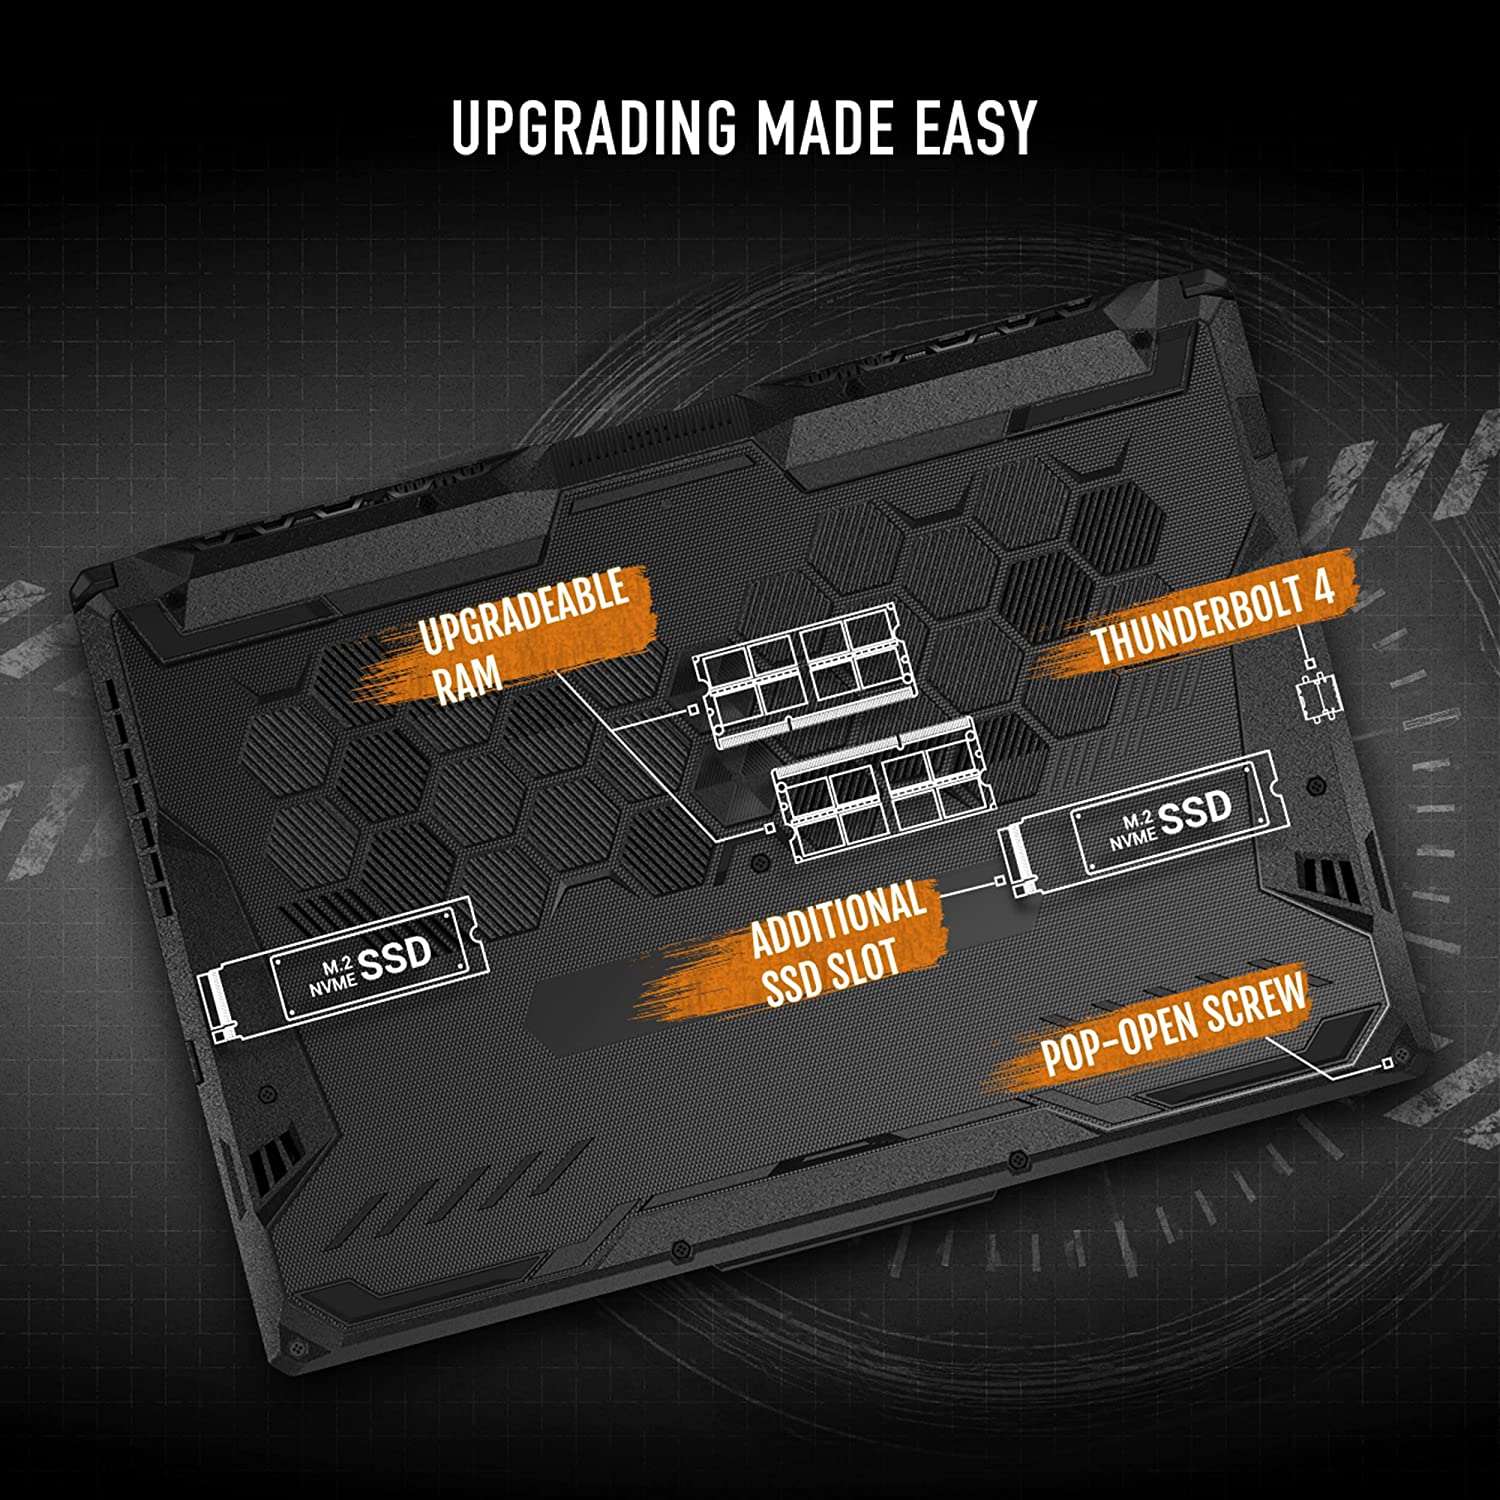 UPGRADING MADE EASY
UPGRADEABLE
RAM
THUNDERBOLT 4
M.2
NVME SSD
ADDITIONAL
SSD SLOT
M.2
NVME SSD
POP-OPEN SCREW